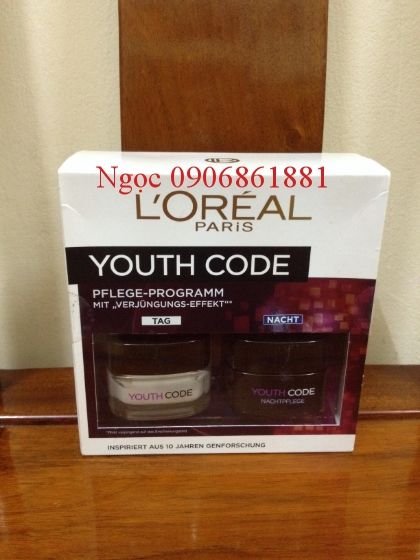 Ngọc 0906861881
L'ORÉAL
PARIS
YOUTH CODE
PFLEGE-PROGRAMM
MIT „VERJÜNGUNGS-EFFEKT"*
TAG
NACHT
YOUTH CODE
YOUTH CODE
NACHTPFLEGE
INSPIRIERT AUS 10 JAHREN GENFORSCHUNG